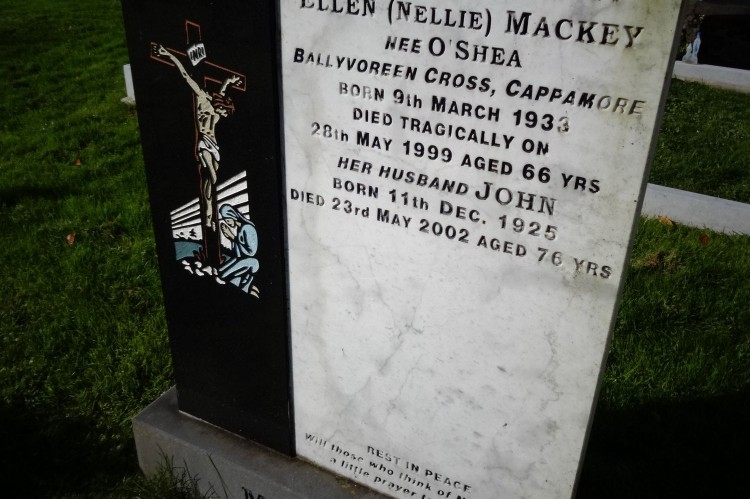 INRI
ELLEN (NELLIE) MACKEY
NEE O'SHEA
BALLYVOREEN CROSS, CAPPAMORE
BORN 9th MARCH 1933
DIED TRAGICALLY ON
28th MAY 1999 AGED 66 YRS
HER HUSBAND JOHN
BORN 11th DEC. 1925
DIED 23rd MAY 2002 AGED 76 YRS
REST IN PEACE
Will those who think of
a little prayer